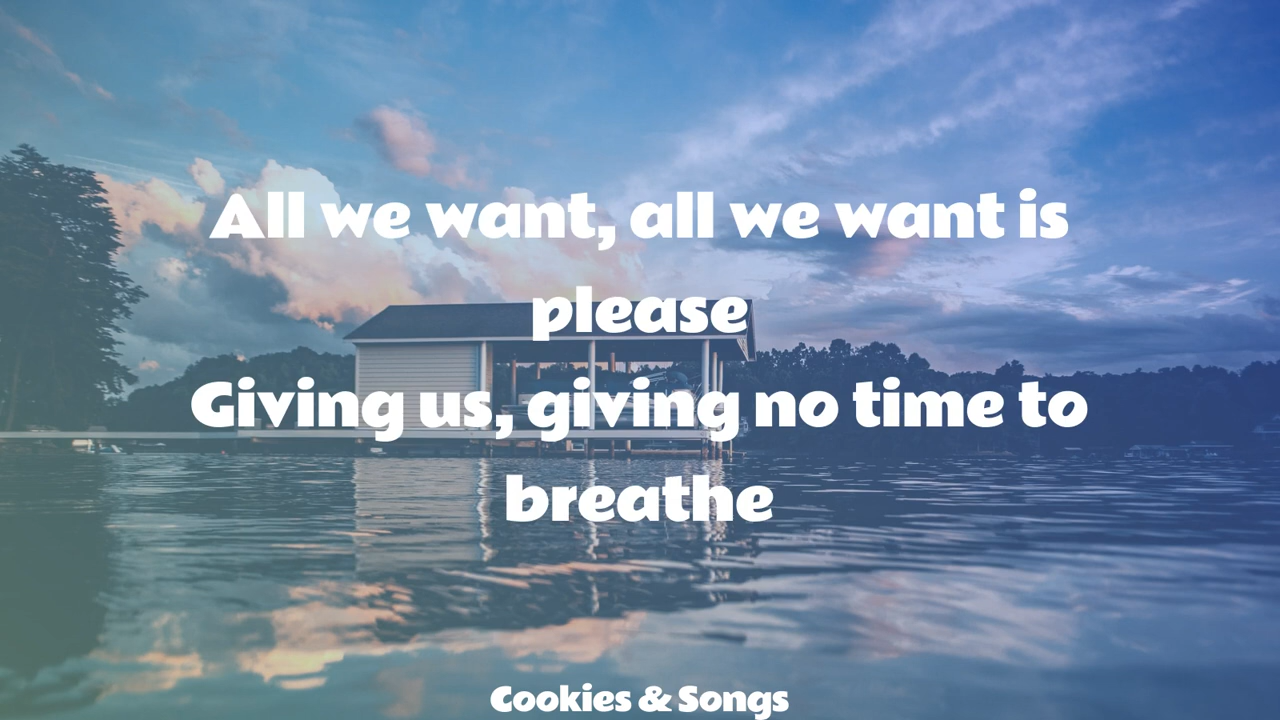 All we want, all we want is
please
Giving us, giving no time to
breathe
Cookies & Songs